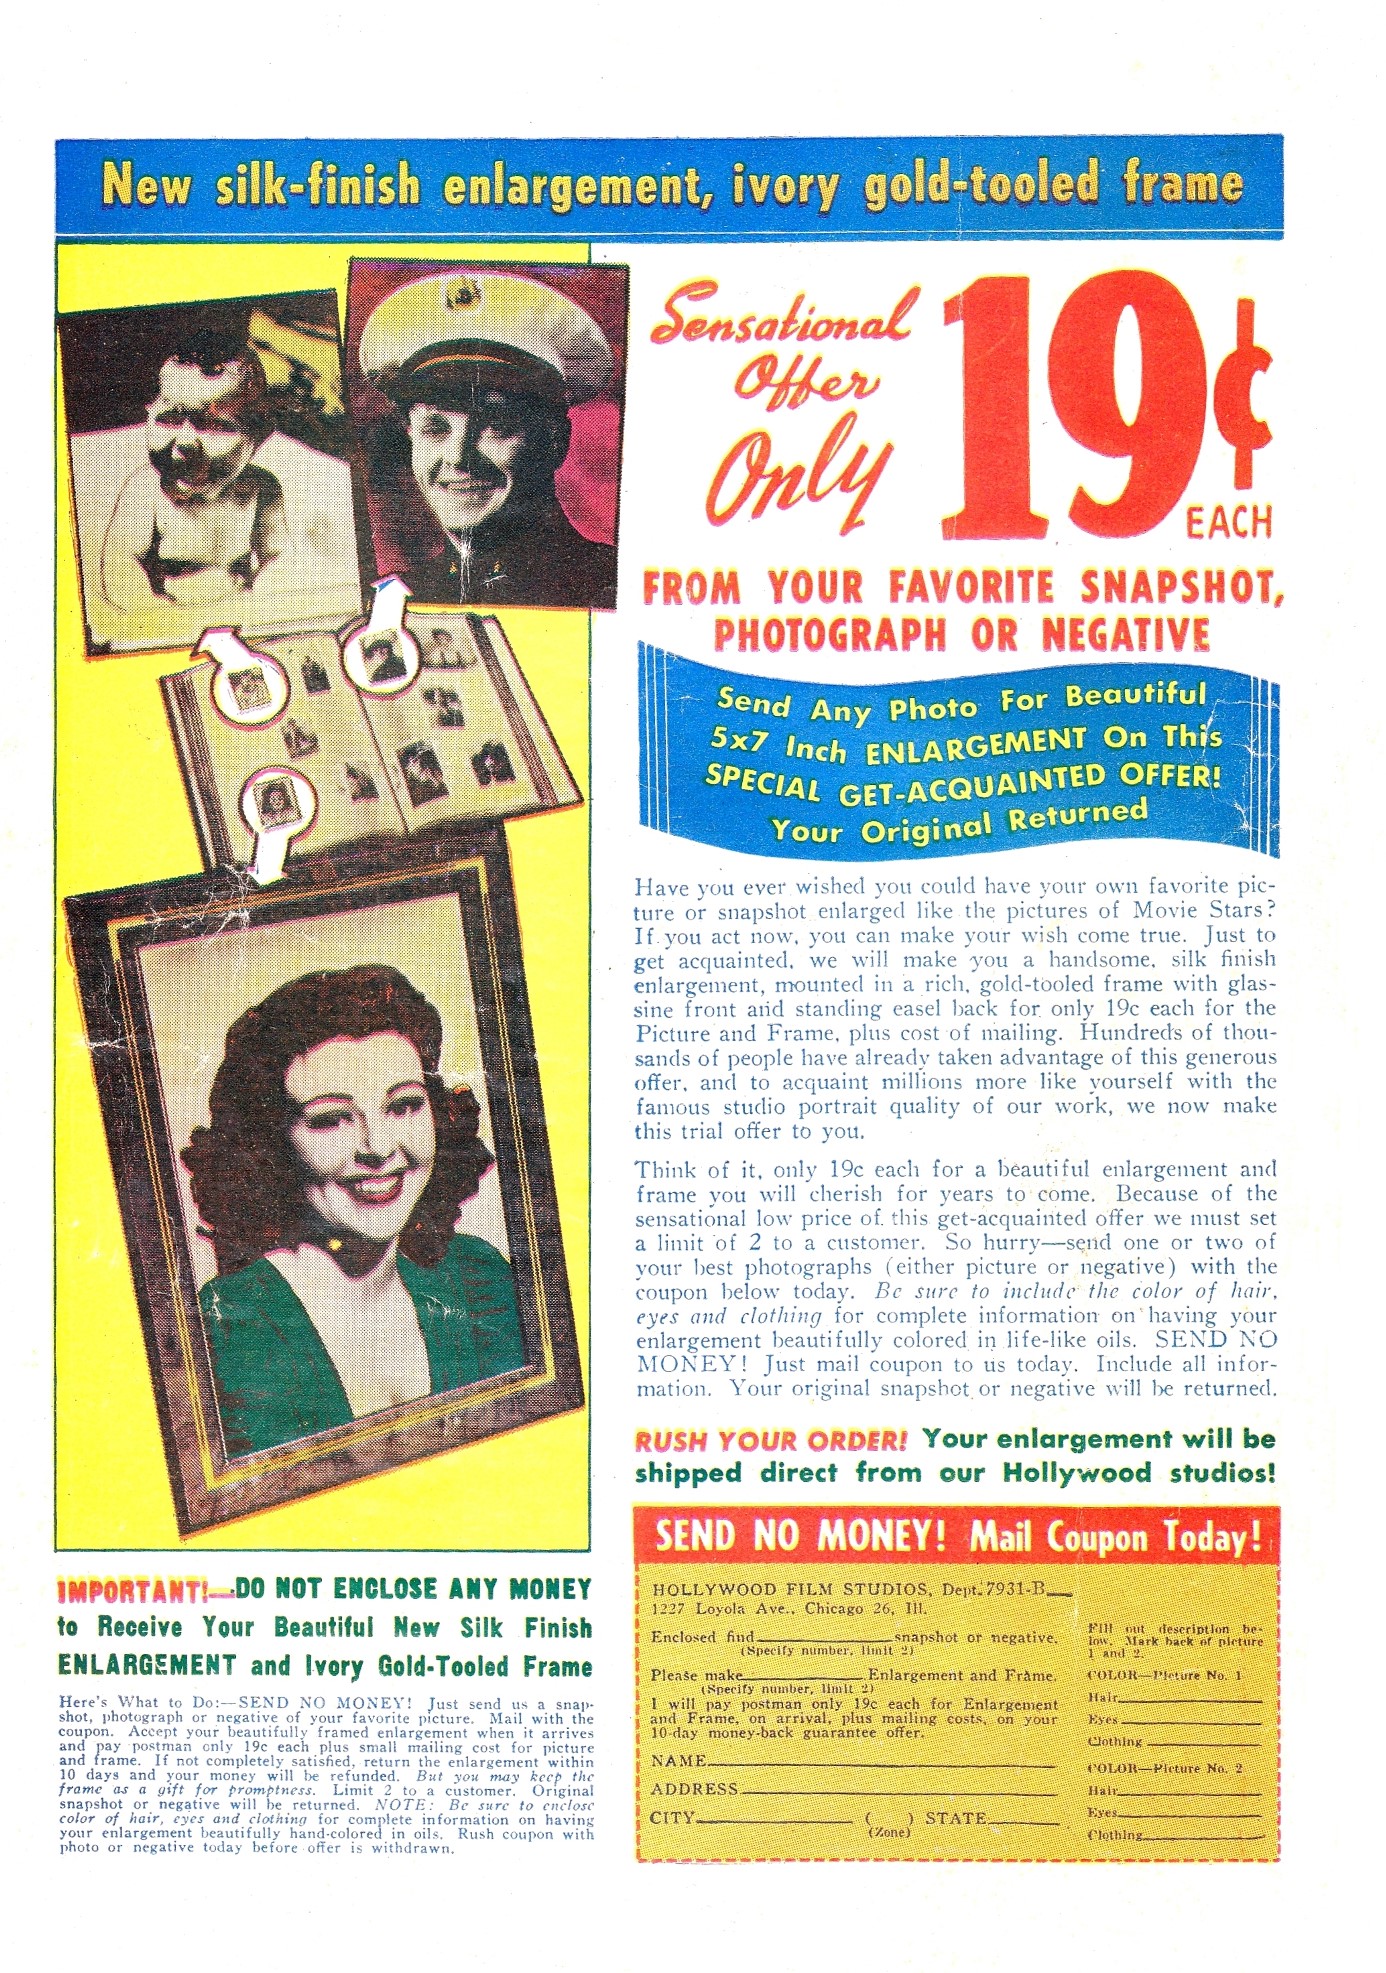 New silk-finish enlargement, ivory gold-tooled frame
Sensational
Offer
Only
19¢
EACH
FROM YOUR FAVORITE SNAPSHOT,
PHOTOGRAPH OR NEGATIVE
Send Any Photo For Beautiful
5x7 Inch ENLARGEMENT On This
SPECIAL GET-ACQUAINTED OFFER!
Your Original Returned
Have you ever wished you could have your own favorite pic-
ture or snapshot enlarged like the pictures of Movie Stars?
If you act now, you can make your wish come true. Just to
get acquainted, we will make you a handsome, silk finish
enlargement, mounted in a rich, gold-tooled frame with glas-
sine front and standing easel back for only 19c each for the
Picture and Frame, plus cost of mailing. Hundreds of thou-
sands of people have already taken advantage of this generous
offer, and to acquaint millions more like yourself with the
famous studio portrait quality of our work, we now make
this trial offer to you.
Think of it, only 19c each for a beautiful enlargement and
frame you will cherish for years to come. Because of the
sensational low price of this get-acquainted offer we must set
a limit of 2 to a customer. So hurry—send one or two of
your best photographs (either picture or negative) with the
coupon below today. Be sure to include the color of hair,
eyes and clothing for complete information on having your
enlargement beautifully colored in life-like oils. SEND NO
MONEY! Just mail coupon to us today. Include all infor-
mation. Your original snapshot or negative will be returned.
RUSH YOUR ORDER! Your enlargement will be
shipped direct from our Hollywood studios!
IMPORTANT!—DO NOT ENCLOSE ANY MONEY
to Receive Your Beautiful New Silk Finish
ENLARGEMENT and Ivory Gold-Tooled Frame
Here's What to Do:—SEND NO MONEY! Just send us a snap-
shot, photograph or negative of your favorite picture. Mail with the
coupon. Accept your beautifully framed enlargement when it arrives
and pay postman only 19c each plus small mailing cost for picture
and frame. If not completely satisfied, return the enlargement within
10 days and your money will be refunded. But you may keep the
frame as a gift for promptness. Limit 2 to a customer. Original
snapshot or negative will be returned. NOTE: Be sure to enclose
color of hair, eyes and clothing for complete information on having
your enlargement beautifully hand-colored in oils. Rush coupon with
photo or negative today before offer is withdrawn.
SEND NO MONEY! Mail Coupon Today!
HOLLYWOOD FILM STUDIOS, Dept. 7931-B
1227 Loyola Ave., Chicago 26, Ill.
Enclosed find snapshot or negative.
(Specify number, limit 2)
Please make Enlargement and Frame.
(Specify number, limit 2)
I will pay postman only 19c each for Enlargement
and Frame, on arrival, plus mailing costs, on your
10-day money-back guarantee offer.
NAME
ADDRESS
CITY ( ) STATE
(Zone)
Fill out description be-
low. Mark back of picture
1 and 2.
COLOR—Picture No. 1
Hair
Eyes
Clothing
COLOR—Picture No. 2
Hair
Eyes
Clothing